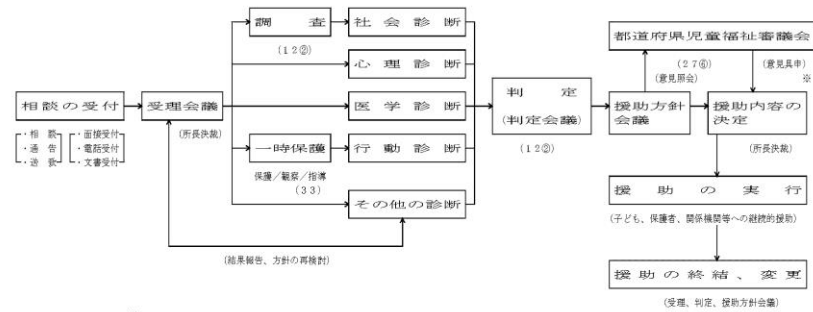 調　査
社会診断
都道府県児童福祉審議会
(12②)
(27⑥)
(意見具申)
(意見照会)
※
心理診断
相談の受付
受理会議
医学診断
判　定
(判定会議)
援助方針
会議
援助内容の
決定
・相　談
・通　告
・送　致
・面接受付
・電話受付
・文書受付
(所長決裁)
(12②)
(所長決裁)
一時保護
行動診断
保護/観察/指導
(33)
援助の実行
その他の診断
(子ども、保護者、関係機関等への継続的援助)
(結果報告、方針の再検討)
援助の終結、変更
(受理、判定、援助方針会議)